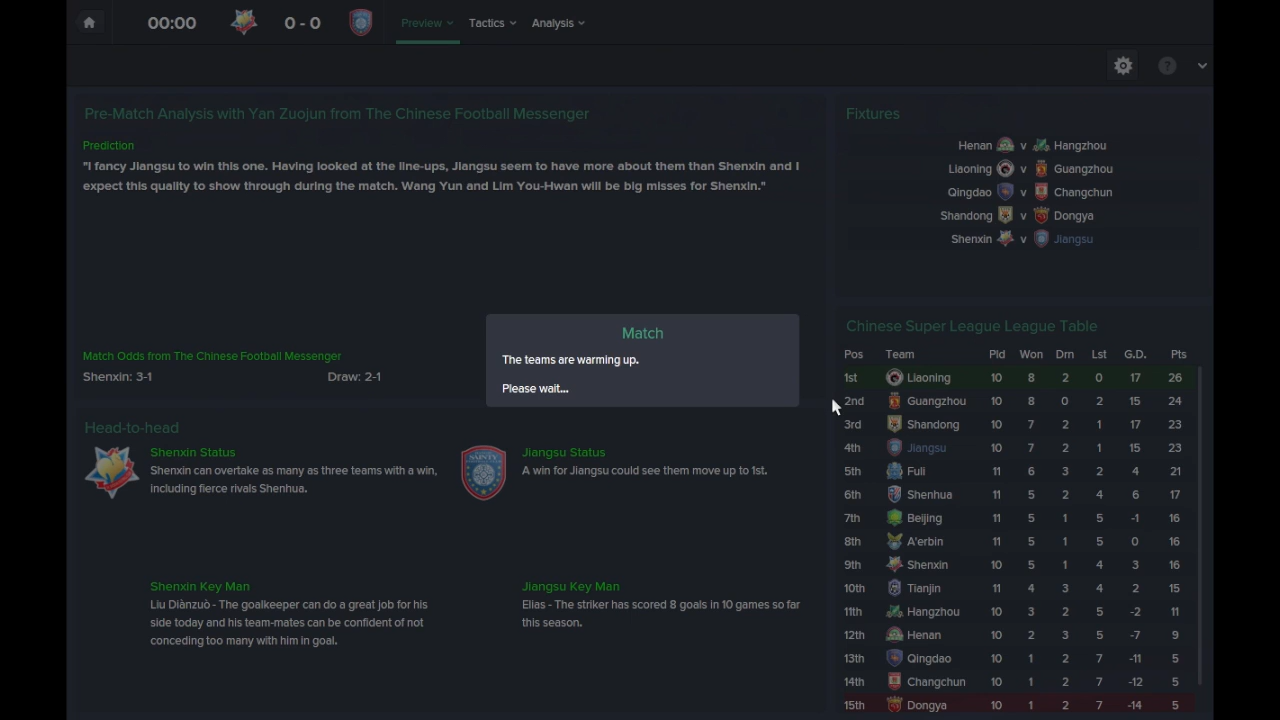 00:00 0 - 0 Preview Tactics Analysis
?
Pre-Match Analysis with Yan Zuojun from The Chinese Football Messenger
Prediction
"I fancy Jiangsu to win this one. Having looked at the line-ups, Jiangsu seem to have more about them than Shenxin and I
expect this quality to show through during the match. Wang Yun and Lim You-Hwan will be big misses for Shenxin."
Match Odds from The Chinese Football Messenger
Shenxin: 3-1 Draw: 2-1
Match
The teams are warming up.
Please wait...
Head-to-head
Shenxin Status
Shenxin can overtake as many as three teams with a win,
including fierce rivals Shenhua.
SAINTY
Jiangsu Status
A win for Jiangsu could see them move up to 1st.
Shenxin Key Man
Liu Diànzuò - The goalkeeper can do a great job for his
side today and his team-mates can be confident of not
conceding too many with him in goal.
Jiangsu Key Man
Elias - The striker has scored 8 goals in 10 games so far
this season.
Fixtures
Henan v Hangzhou
Liaoning v Guangzhou
Qingdao v Changchun
Shandong v Dongya
Shenxin v Jiangsu
Chinese Super League League Table
Pos Team Pld Won Drn Lst G.D. Pts
1st Liaoning 10 8 2 0 17 26
2nd Guangzhou 10 8 0 2 15 24
3rd Shandong 10 7 2 1 17 23
4th Jiangsu 10 7 2 1 15 23
5th Fuli 11 6 3 2 4 21
6th Shenhua 11 5 2 4 6 17
7th Beijing 11 5 1 5 -1 16
8th A'erbin 11 5 1 5 0 16
9th Shenxin 10 5 1 4 3 16
10th Tianjin 11 4 3 4 2 15
11th Hangzhou 10 3 2 5 -2 11
12th Henan 10 2 3 5 -7 9
13th Qingdao 10 1 2 7 -11 5
14th Changchun 10 1 2 7 -12 5
15th Dongya 10 1 2 7 -14 5